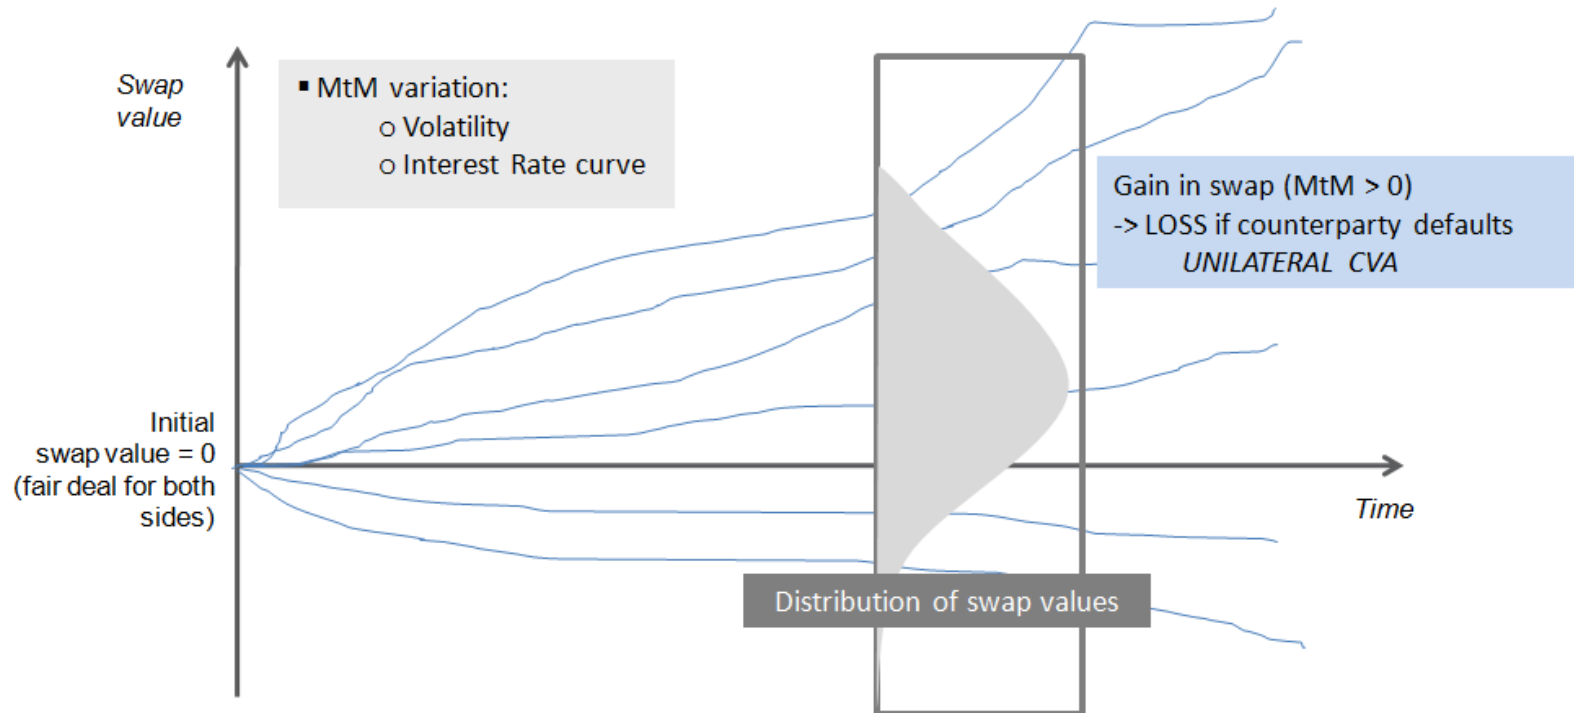 Swap
value
▪ MtM variation:
o Volatility
o Interest Rate curve
Gain in swap (MtM > 0)
-> LOSS if counterparty defaults
UNILATERAL CVA
Initial
swap value = 0
(fair deal for both
sides)
Time
Distribution of swap values